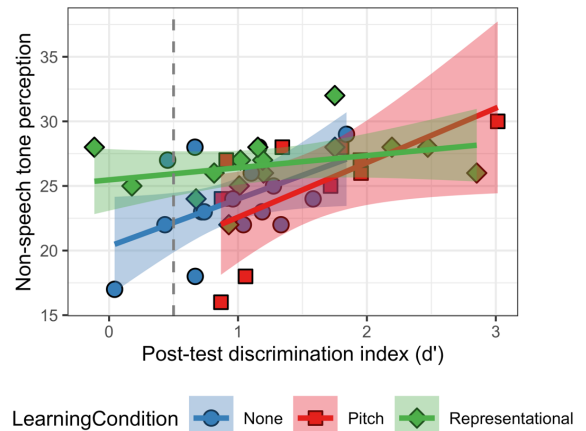 35
30
25
20
15
Non-speech tone perception
0 1 2 3
Post-test discrimination index (d')
LearningCondition None Pitch Representational